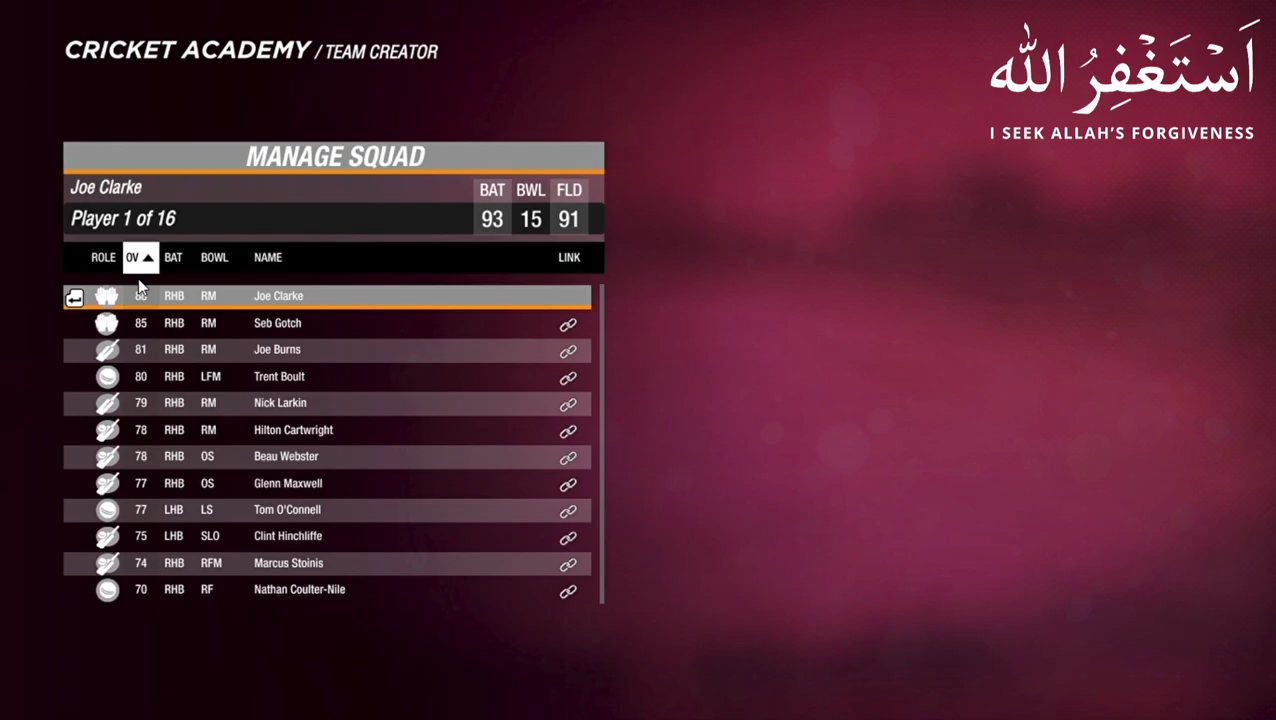 CRICKET ACADEMY / TEAM CREATOR
اَسْتَغْفِرُ اللّٰه
I SEEK ALLAH'S FORGIVENESS
MANAGE SQUAD
Joe Clarke BAT BWL FLD
Player 1 of 16 93 15 91
ROLE OV BAT BOWL NAME LINK
RHB RM Joe Clarke
85 RHB RM Seb Gotch
81 RHB RM Joe Burns
80 RHB LFM Trent Boult
79 RHB RM Nick Larkin
78 RHB RM Hilton Cartwright
78 RHB OS Beau Webster
77 RHB OS Glenn Maxwell
77 LHB LS Tom O'Connell
75 LHB SLO Clint Hinchliffe
74 RHB RFM Marcus Stoinis
70 RHB RF Nathan Coulter-Nile